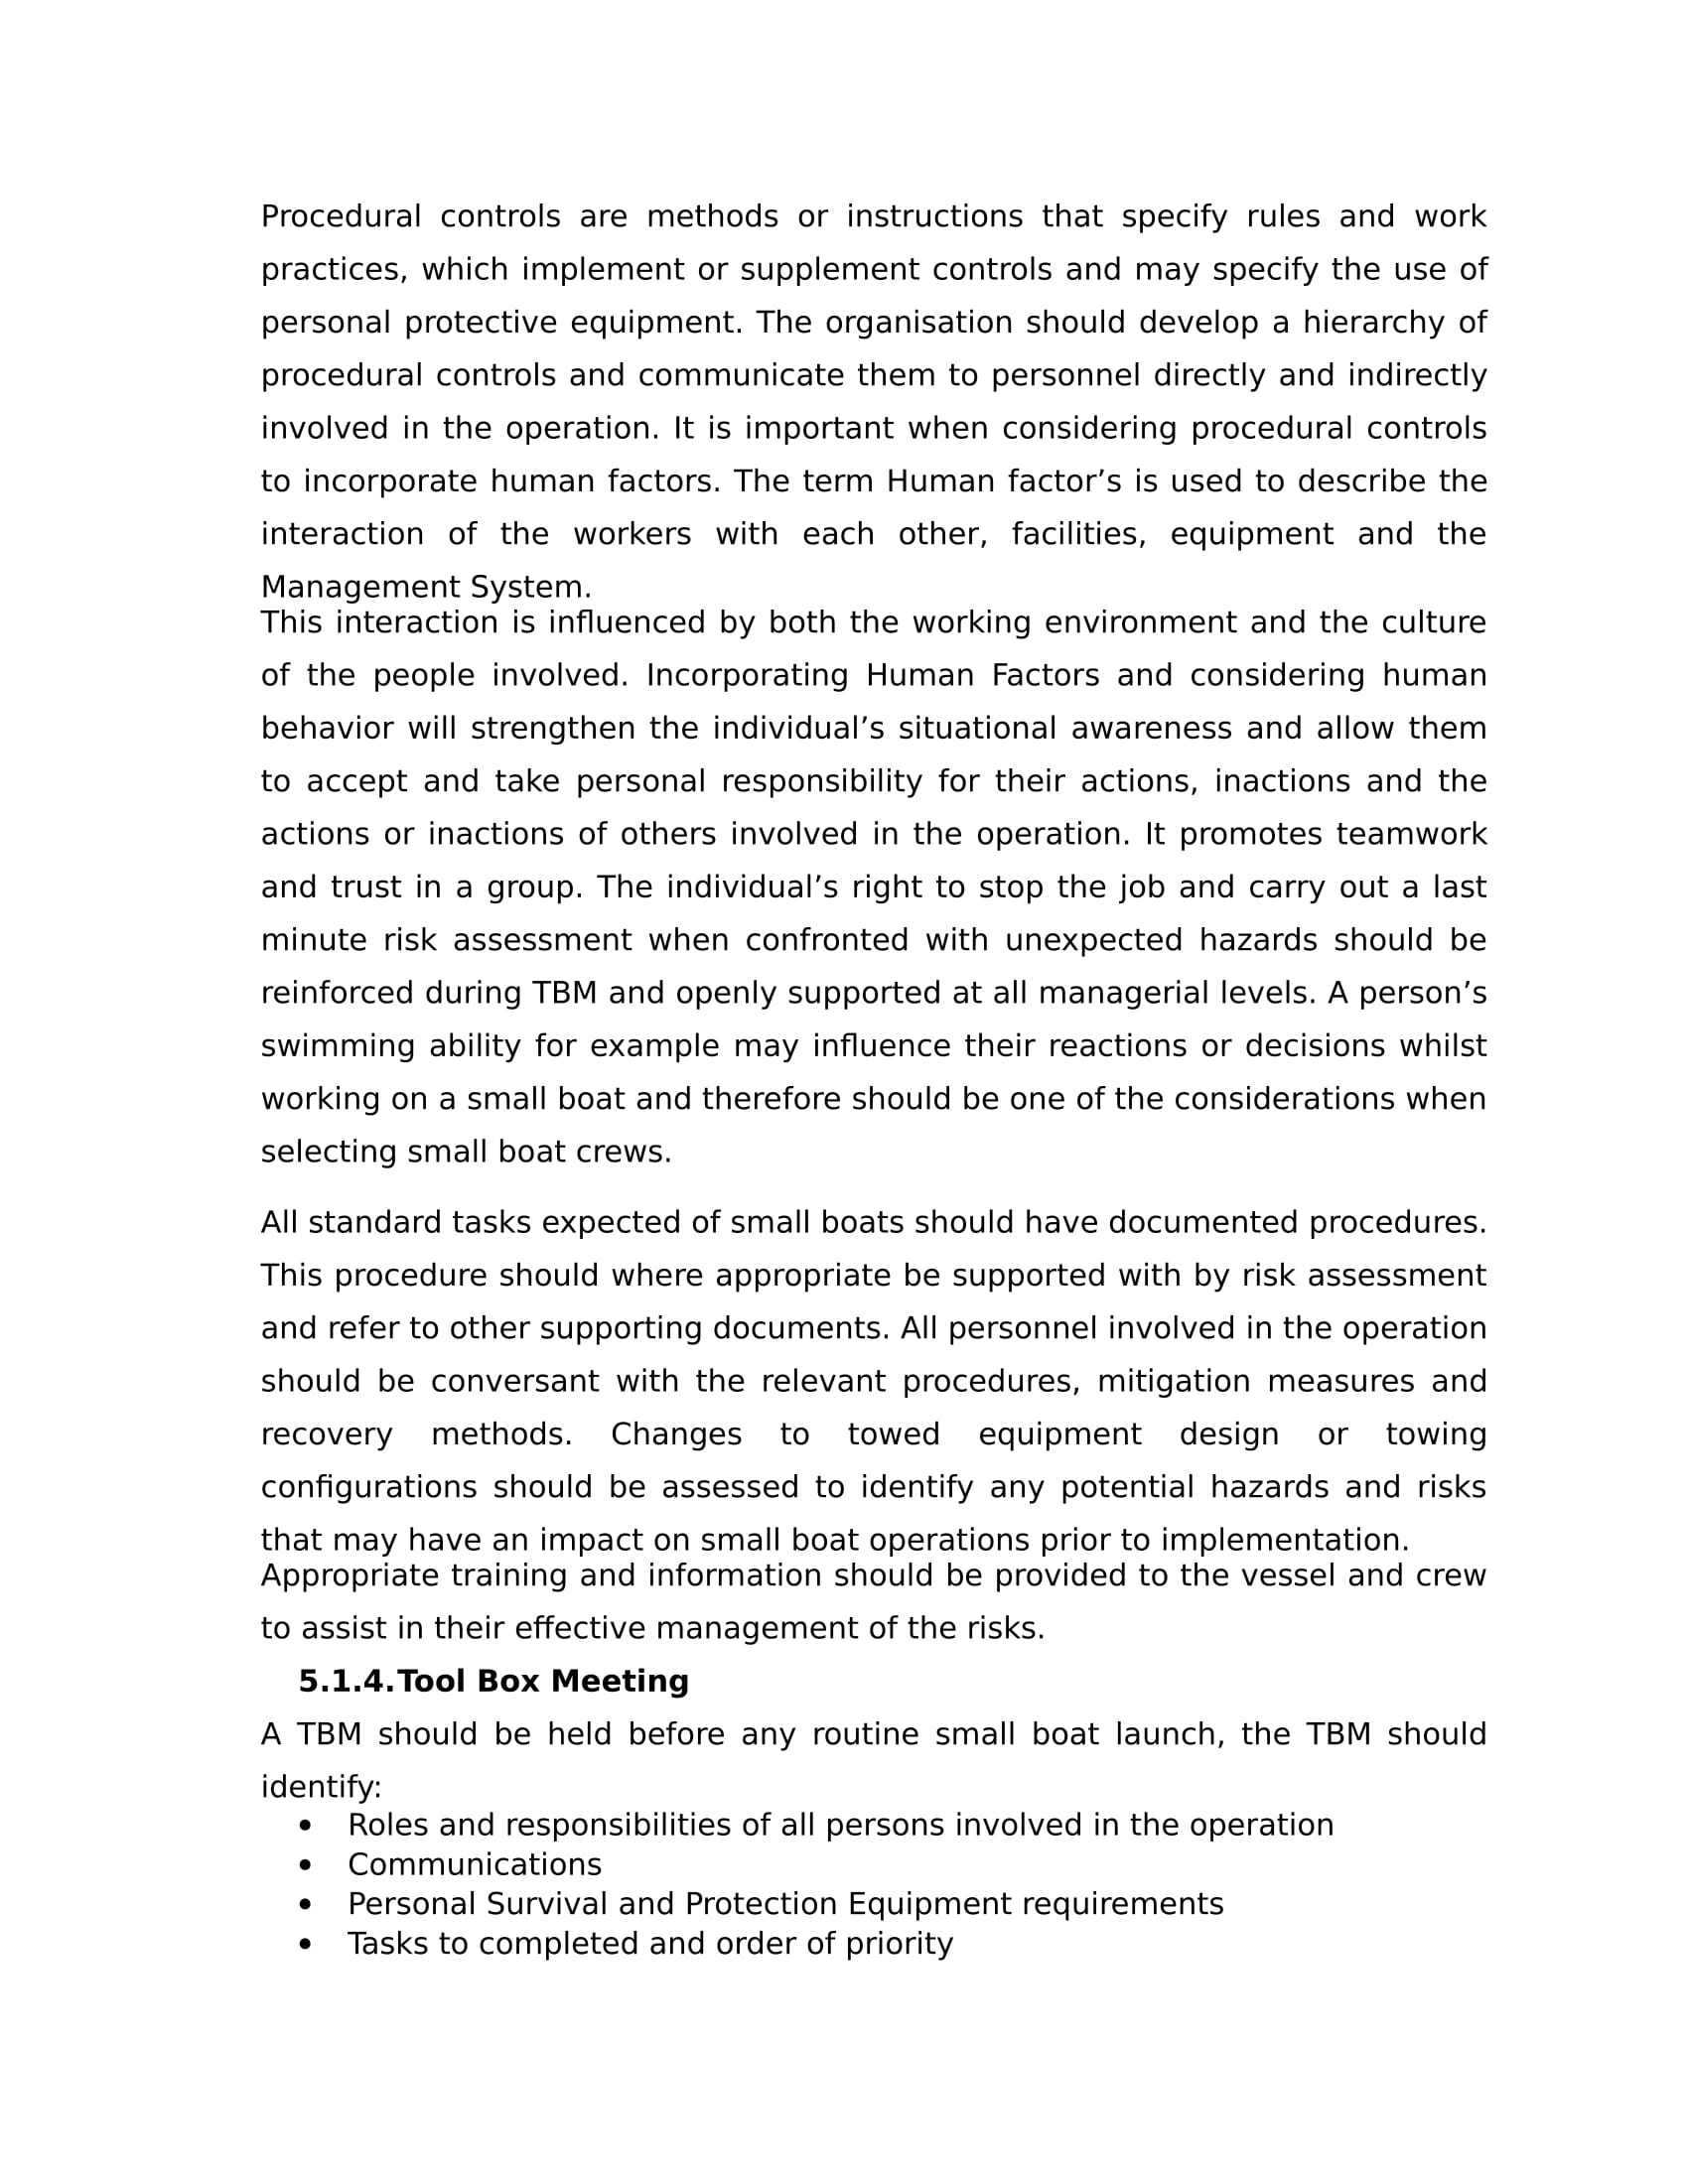 Procedural controls are methods or instructions that specify rules and work
practices, which implement or supplement controls and may specify the use of
personal protective equipment. The organisation should develop a hierarchy of
procedural controls and communicate them to personnel directly and indirectly
involved in the operation. It is important when considering procedural controls
to incorporate human factors. The term Human factor’s is used to describe the
interaction of the workers with each other, facilities, equipment and the
Management System.
This interaction is influenced by both the working environment and the culture
of the people involved. Incorporating Human Factors and considering human
behavior will strengthen the individual’s situational awareness and allow them
to accept and take personal responsibility for their actions, inactions and the
actions or inactions of others involved in the operation. It promotes teamwork
and trust in a group. The individual’s right to stop the job and carry out a last
minute risk assessment when confronted with unexpected hazards should be
reinforced during TBM and openly supported at all managerial levels. A person’s
swimming ability for example may influence their reactions or decisions whilst
working on a small boat and therefore should be one of the considerations when
selecting small boat crews.
All standard tasks expected of small boats should have documented procedures.
This procedure should where appropriate be supported with by risk assessment
and refer to other supporting documents. All personnel involved in the operation
should be conversant with the relevant procedures, mitigation measures and
recovery methods. Changes to towed equipment design or towing
configurations should be assessed to identify any potential hazards and risks
that may have an impact on small boat operations prior to implementation.
Appropriate training and information should be provided to the vessel and crew
to assist in their effective management of the risks.
5.1.4.Tool Box Meeting
A TBM should be held before any routine small boat launch, the TBM should
identify:
• Roles and responsibilities of all persons involved in the operation
• Communications
• Personal Survival and Protection Equipment requirements
• Tasks to completed and order of priority